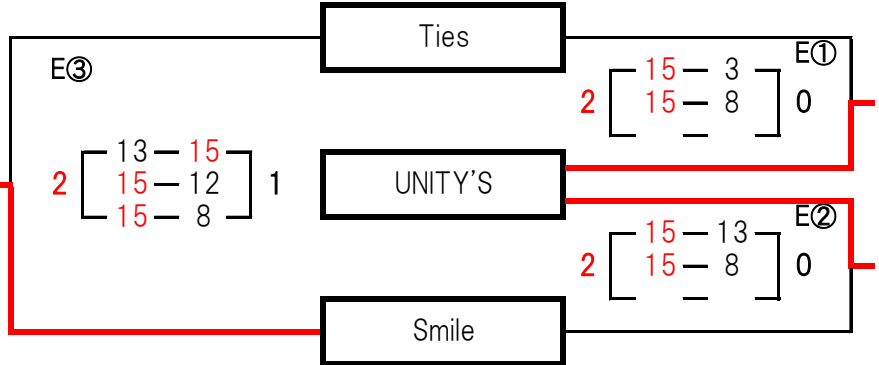 Ties
E③
E①
15 — 3
2 15 — 8 0
—
13 — 15
2 15 — 12 1
15 — 8
UNITY'S
E②
15 — 13
2 15 — 8 0
—
Smile